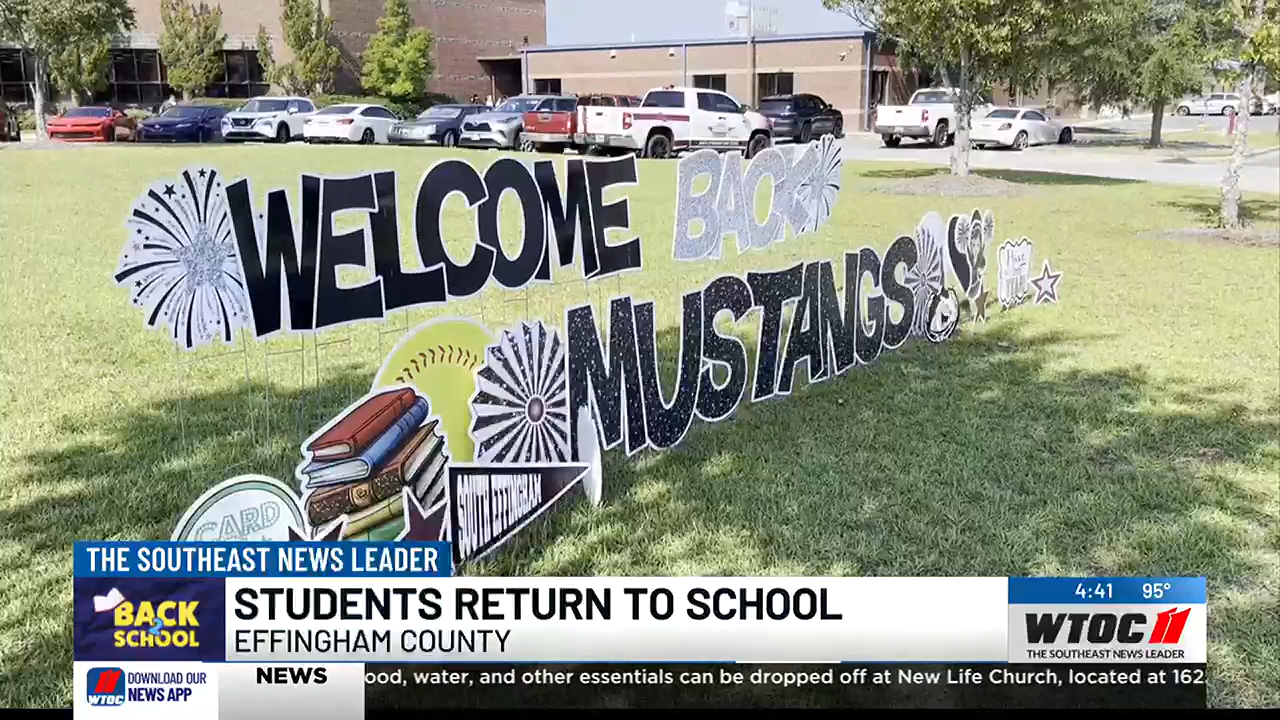 WELCOME BACK
MUSTANGS
SOUTH EFFINGHAM
CARD
THE SOUTHEAST NEWS LEADER
BACK 2 SCHOOL
STUDENTS RETURN TO SCHOOL
EFFINGHAM COUNTY
4:41 95°
WTOC 11
THE SOUTHEAST NEWS LEADER
11
WTOC
DOWNLOAD OUR
NEWS APP
NEWS
ood, water, and other essentials can be dropped off at New Life Church, located at 162